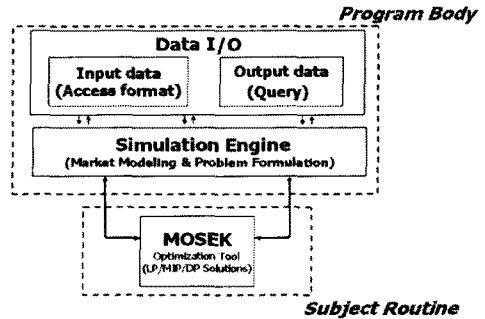 Program Body
Data I/O
Input data
(Access format)
Output data
(Query)
Simulation Engine
(Market Modeling & Problem Formulation)
MOSEK
Optimization Tool
(LP/MIP/DP Solutions)
Subject Routine